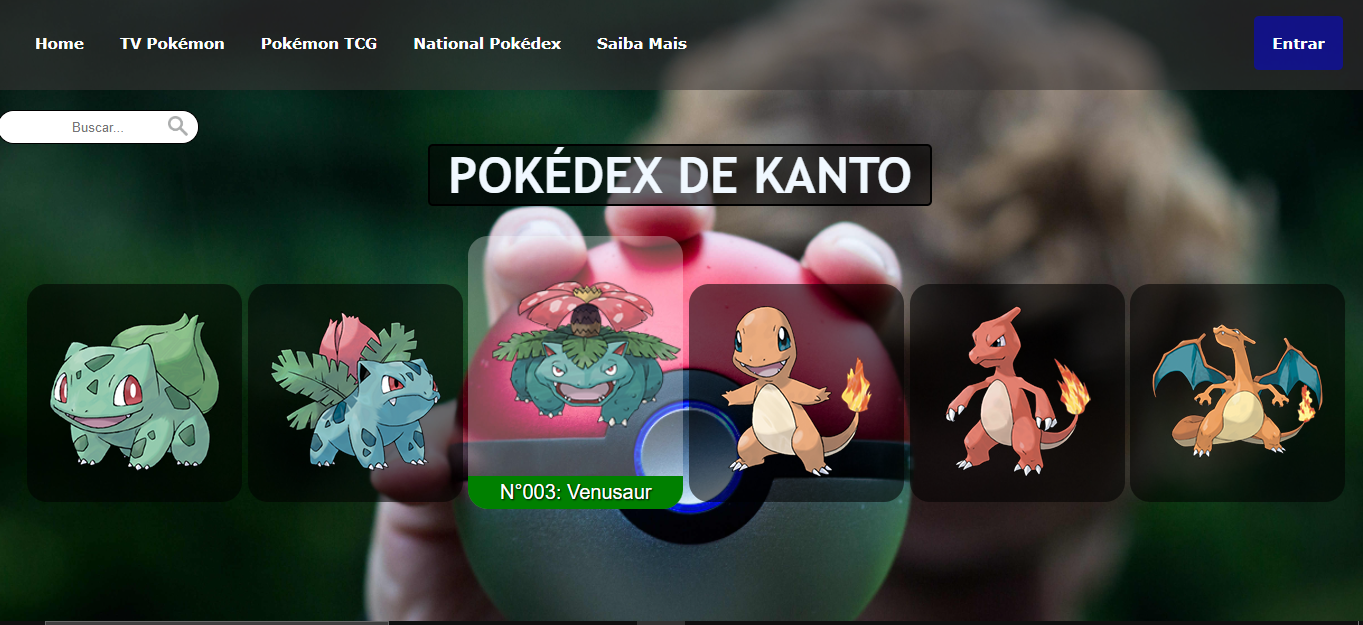 Home TV Pokémon Pokémon TCG National Pokédex Saiba Mais Entrar
Buscar...
POKÉDEX DE KANTO
N°003: Venusaur